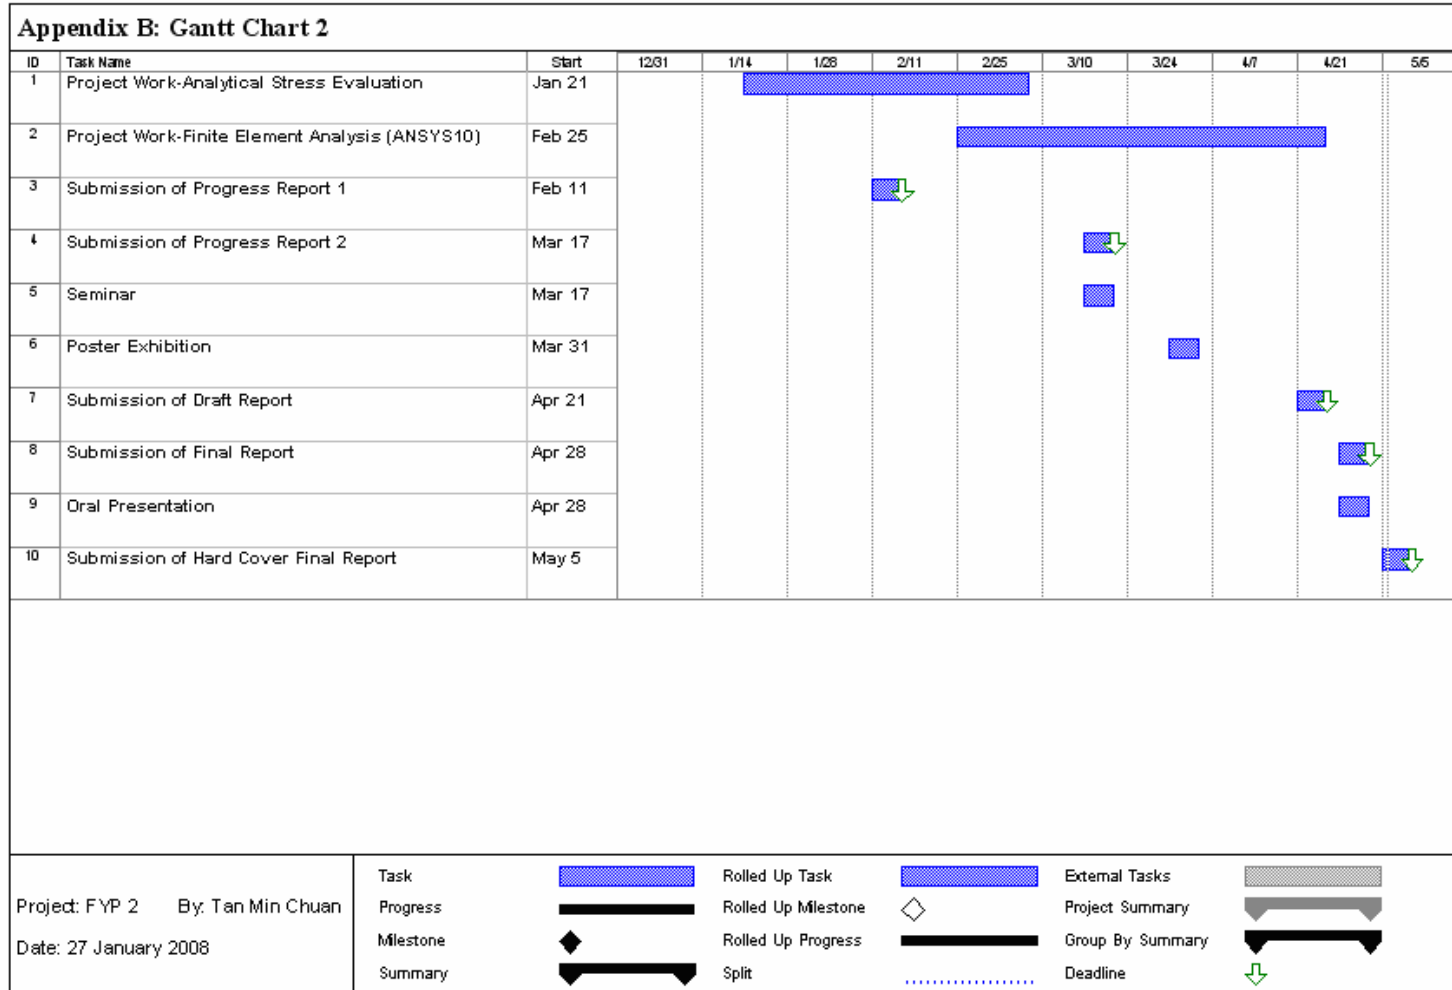 Appendix B: Gantt Chart 2
ID Task Name Start 12/31 1/14 1/28 2/11 2/25 3/10 3/24 4/7 4/21 5/5
1 Project Work-Analytical Stress Evaluation Jan 21
2 Project Work-Finite Element Analysis (ANSYS10) Feb 25
3 Submission of Progress Report 1 Feb 11
4 Submission of Progress Report 2 Mar 17
5 Seminar Mar 17
6 Poster Exhibition Mar 31
7 Submission of Draft Report Apr 21
8 Submission of Final Report Apr 28
9 Oral Presentation Apr 28
10 Submission of Hard Cover Final Report May 5
Project: FYP 2 By: Tan Min Chuan
Date: 27 January 2008
Task Rolled Up Task External Tasks
Progress Rolled Up Milestone Project Summary
Milestone Rolled Up Progress Group By Summary
Summary Split Deadline